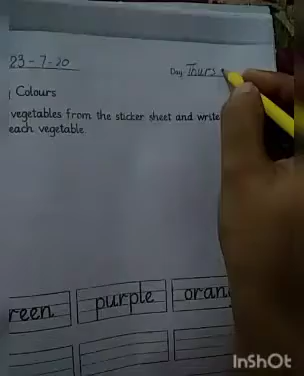 23-7-20
Day: Thurs
Colours
vegetables from the sticker sheet and write
each vegetable.
reen purple oran
InShOt